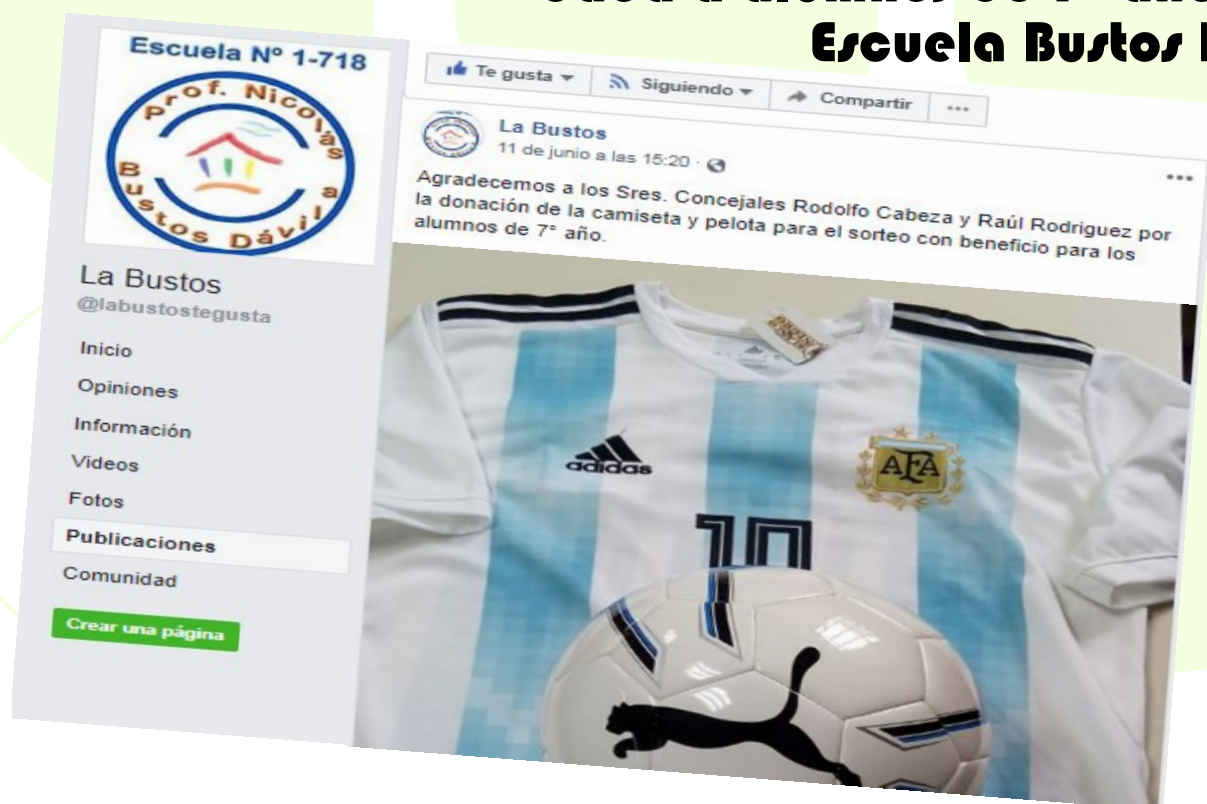 Escuela Bustos
Escuela Nº 1-718
Prof. Nicolás
Bustos Dávila
La Bustos
@labustostegusta
Inicio
Opiniones
Información
Videos
Fotos
Publicaciones
Comunidad
Crear una página
Te gusta
Siguiendo
Compartir
La Bustos
11 de junio a las 15:20
Agradecemos a los Sres. Concejales Rodolfo Cabeza y Raúl Rodriguez por
la donación de la camiseta y pelota para el sorteo con beneficio para los
alumnos de 7° año.
adidas
AFA
10